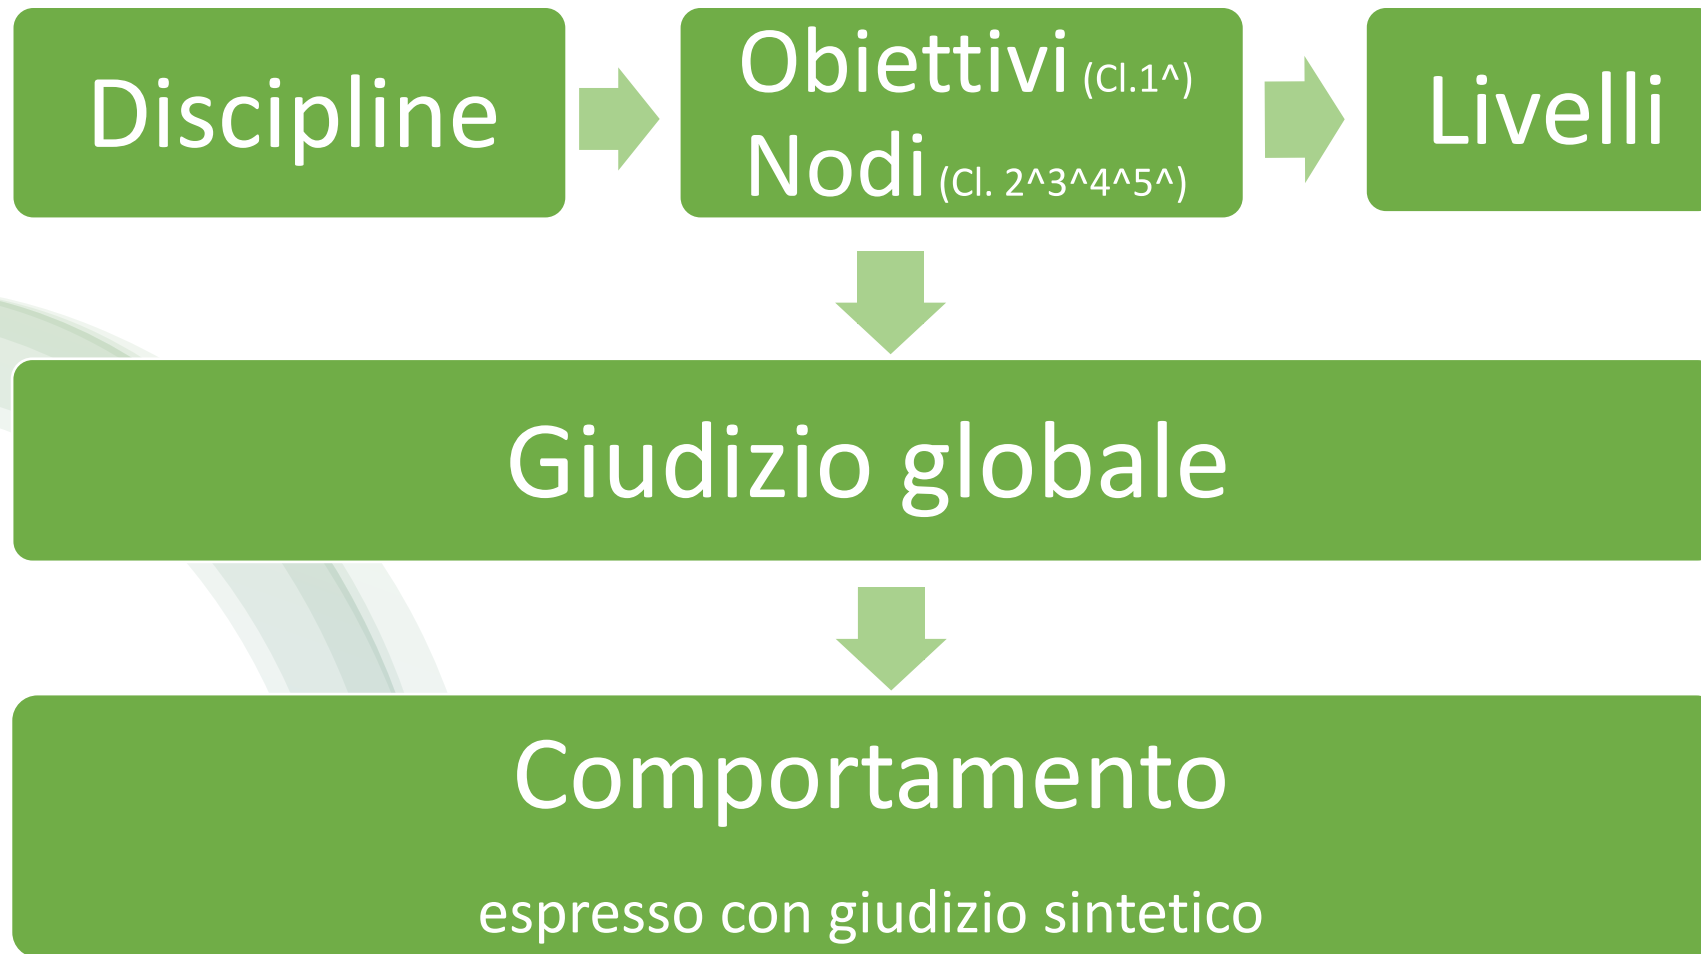 Discipline
Obiettivi (Cl.1^)
Nodi (Cl. 2^3^4^5^)
Livelli
Giudizio globale
Comportamento
espresso con giudizio sintetico